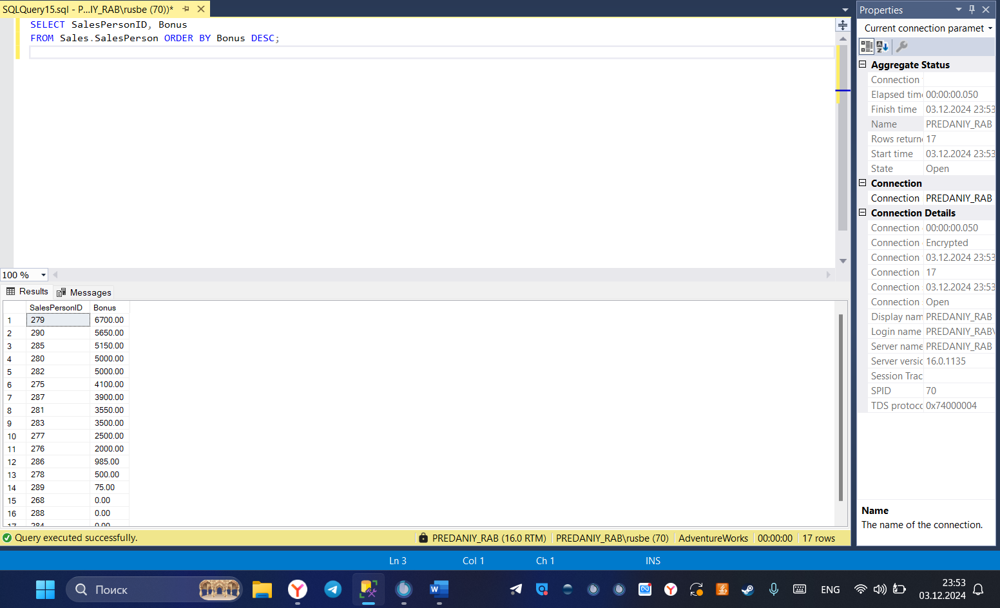 SQLQuery15.sql - P...IY_RAB\rusbe (70))*
SELECT SalesPersonID, Bonus
FROM Sales.SalesPerson ORDER BY Bonus DESC;
100 %
Results Messages
SalesPersonID Bonus
1 279 6700.00
2 290 5650.00
3 285 5150.00
4 280 5000.00
5 282 5000.00
6 275 4100.00
7 287 3900.00
8 281 3550.00
9 283 3500.00
10 277 2500.00
11 276 2000.00
12 286 985.00
13 278 500.00
14 289 75.00
15 268 0.00
16 288 0.00
17 284 0.00
Query executed successfully.
PREDANIY_RAB (16.0 RTM) PREDANIY_RAB\rusbe (70) AdventureWorks 00:00:00 17 rows
Properties
Current connection paramet
Aggregate Status
Connection
Elapsed time 00:00:00.050
Finish time 03.12.2024 23:53
Name PREDANIY_RAB
Rows returne 17
Start time 03.12.2024 23:53
State Open
Connection
Connection PREDANIY_RAB
Connection Details
Connection 00:00:00.050
Connection Encrypted
Connection 03.12.2024 23:53
Connection 17
Connection 03.12.2024 23:53
Connection Open
Display nam PREDANIY_RAB
Login name PREDANIY_RAB\
Server name PREDANIY_RAB
Server versic 16.0.1135
Session Trac
SPID 70
TDS protocc 0x74000004
Name
The name of the connection.
Ln 3 Col 1 Ch 1 INS
Поиск
ENG
23:53
03.12.2024